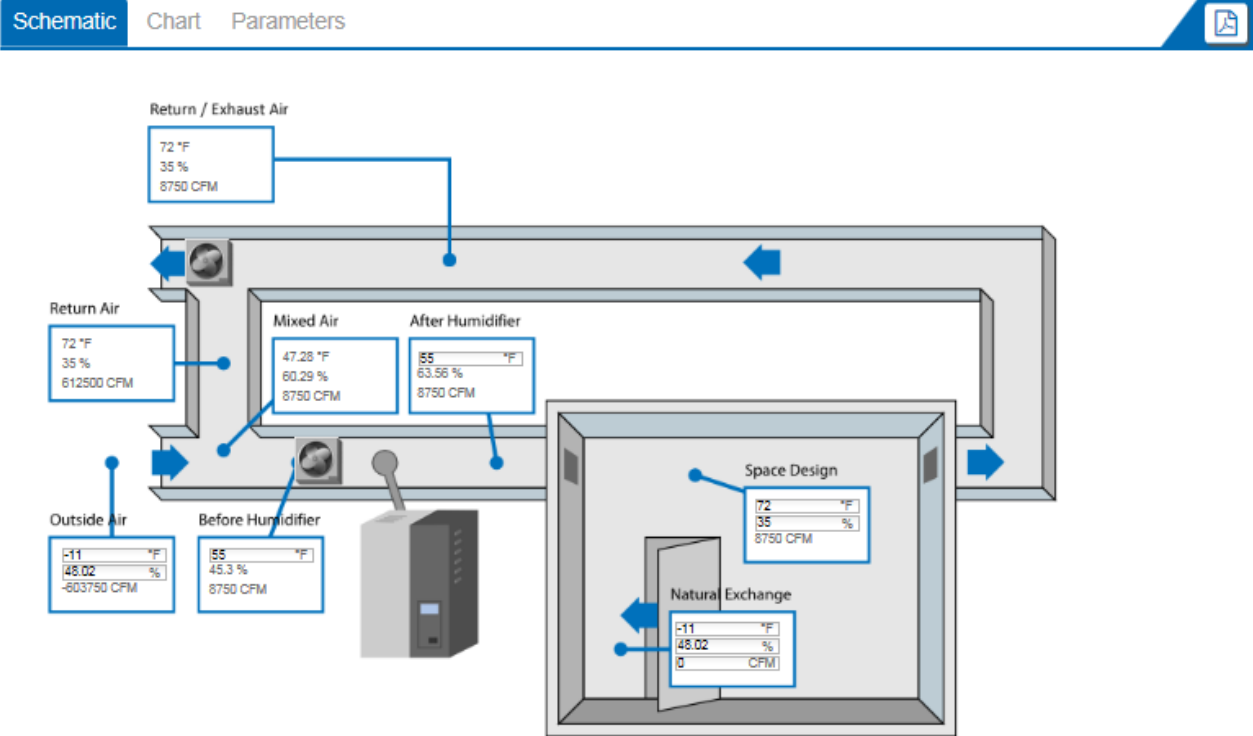 Schematic Chart Parameters
Return / Exhaust Air
72 °F
35 %
8750 CFM
Return Air
72 °F
35 %
612500 CFM
Mixed Air
47.28 °F
60.29 %
8750 CFM
After Humidifier
55 °F
63.56 %
8750 CFM
Outside Air
-11 °F
48.02 %
-603750 CFM
Before Humidifier
55 °F
45.3 %
8750 CFM
Space Design
72 °F
35 %
8750 CFM
Natural Exchange
-11 °F
48.02 %
0 CFM